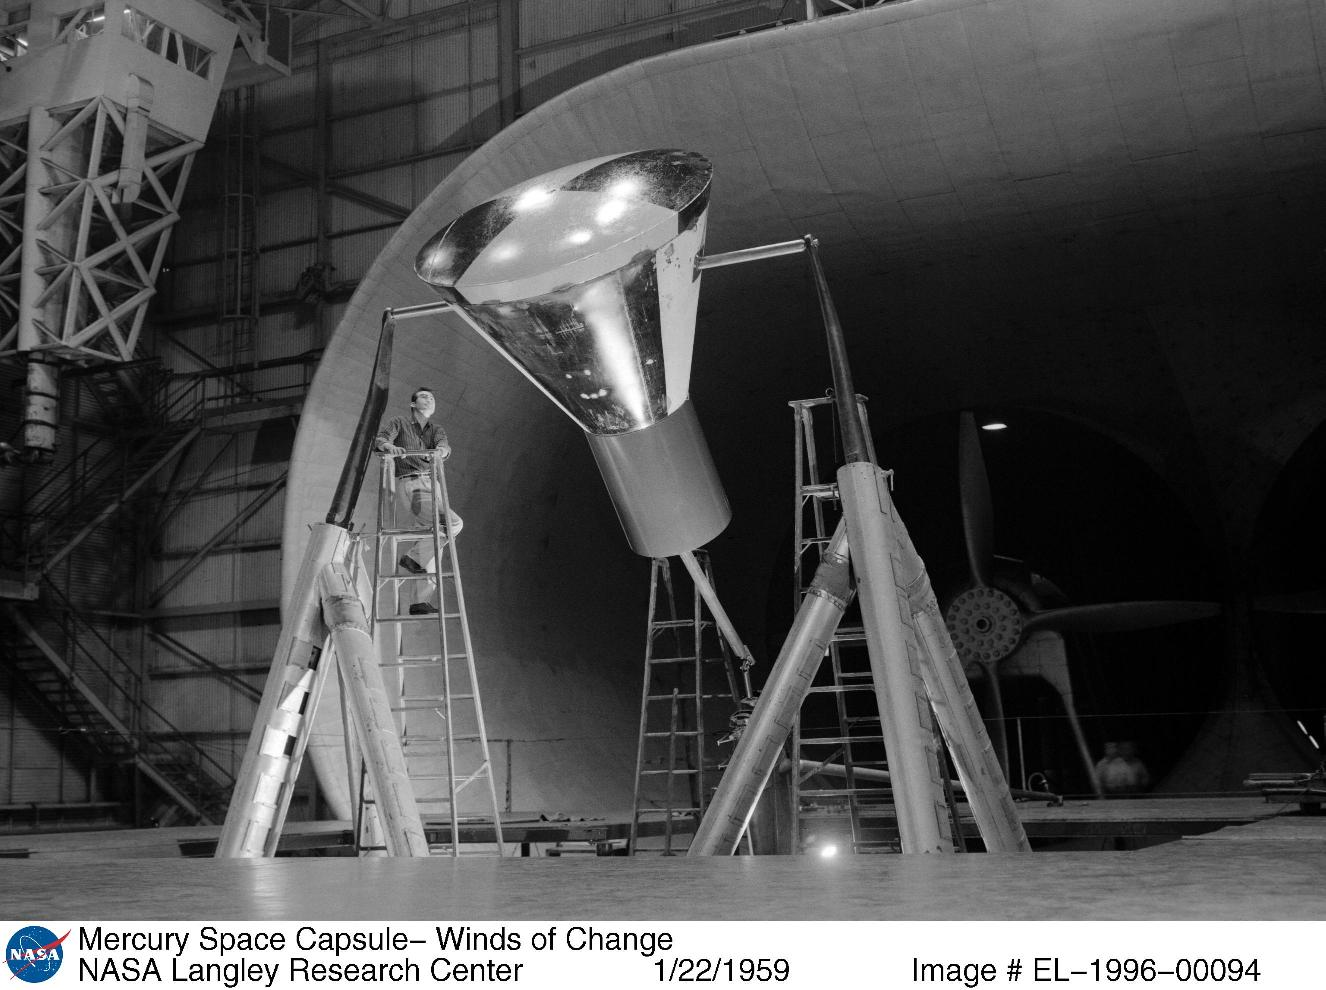 NASA
Mercury Space Capsule– Winds of Change
NASA Langley Research Center 1/22/1959 Image # EL–1996–00094